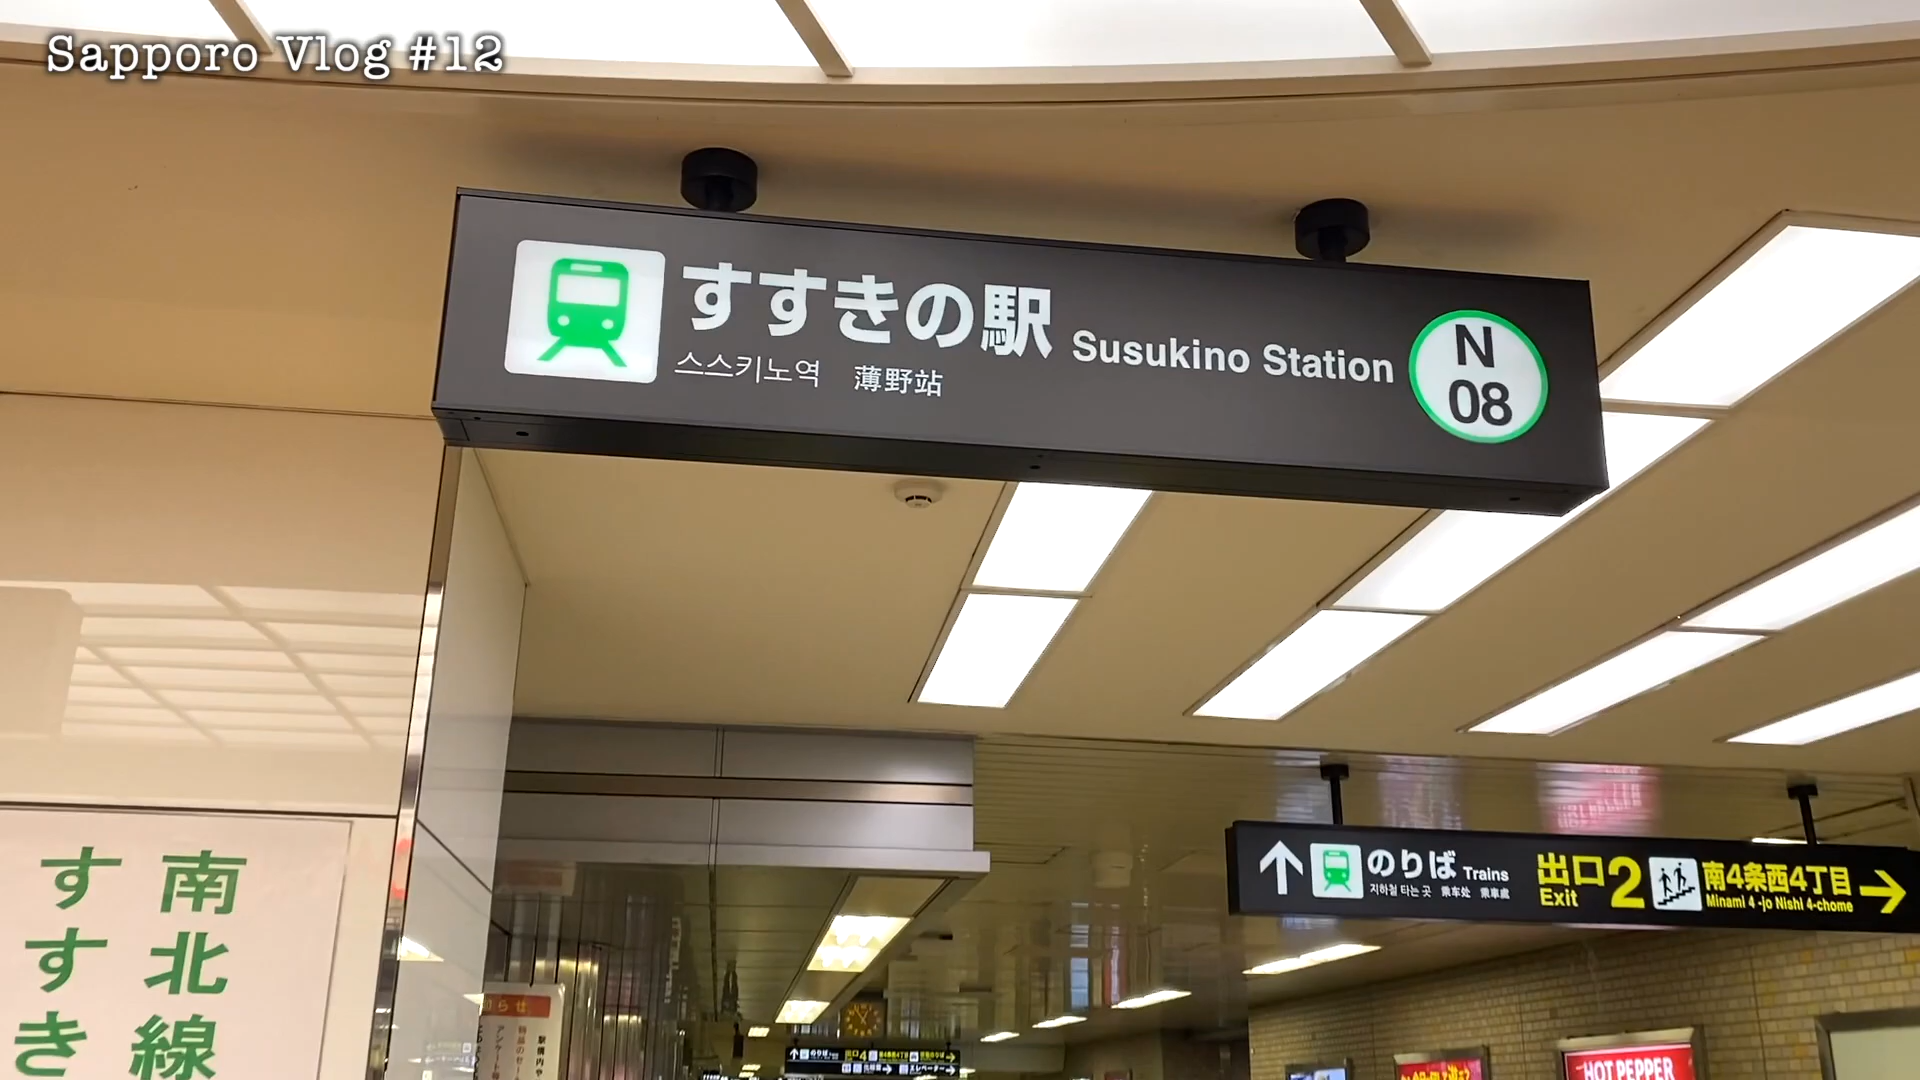 Sapporo Vlog #12
すすきの駅 Susukino Station
스스키노역 薄野站
N
08
のりば Trains
지하철 타는 곳 乘车处 乘車處
出口2
Exit
南4条西4丁目
Minami 4 -jo Nishi 4-chome
南北線
すすき
らせ
HOT PEPPER